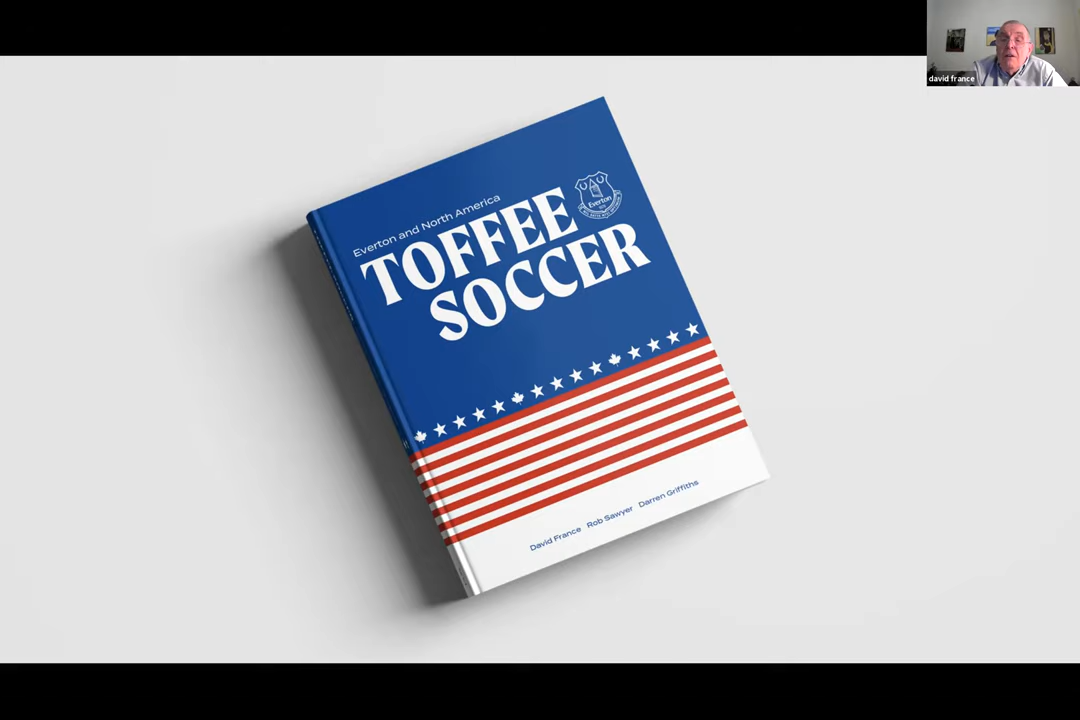 david france
Everton and North America
TOFFEE
SOCCER
Everton
David France Rob Sawyer Darren Griffiths